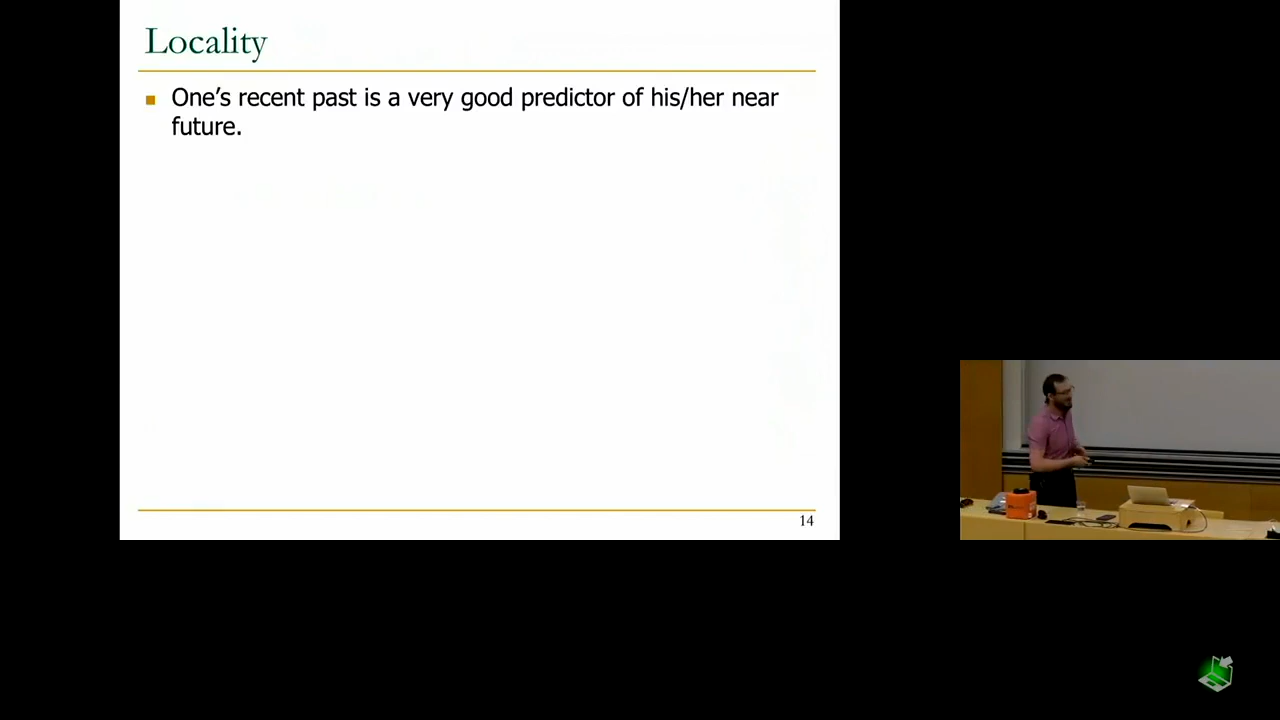 Locality
One's recent past is a very good predictor of his/her near
future.
14